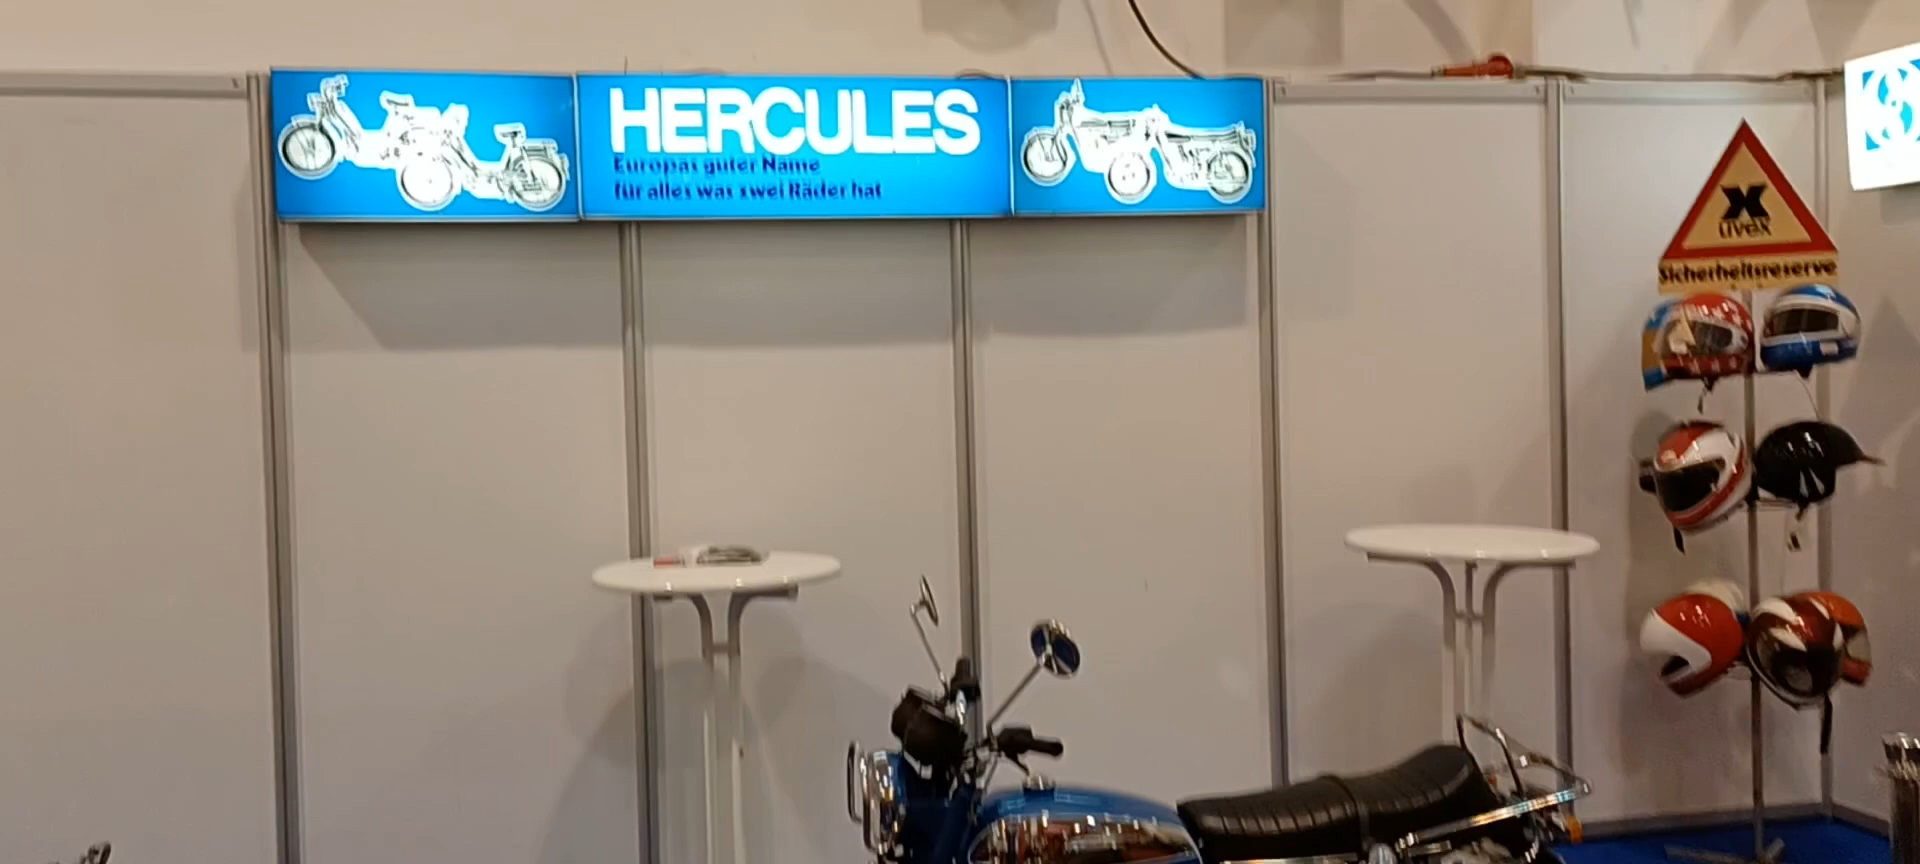 HERCULES
Europas guter Name
für alles was zwei Räder hat
uvex
Sicherheitsreserve